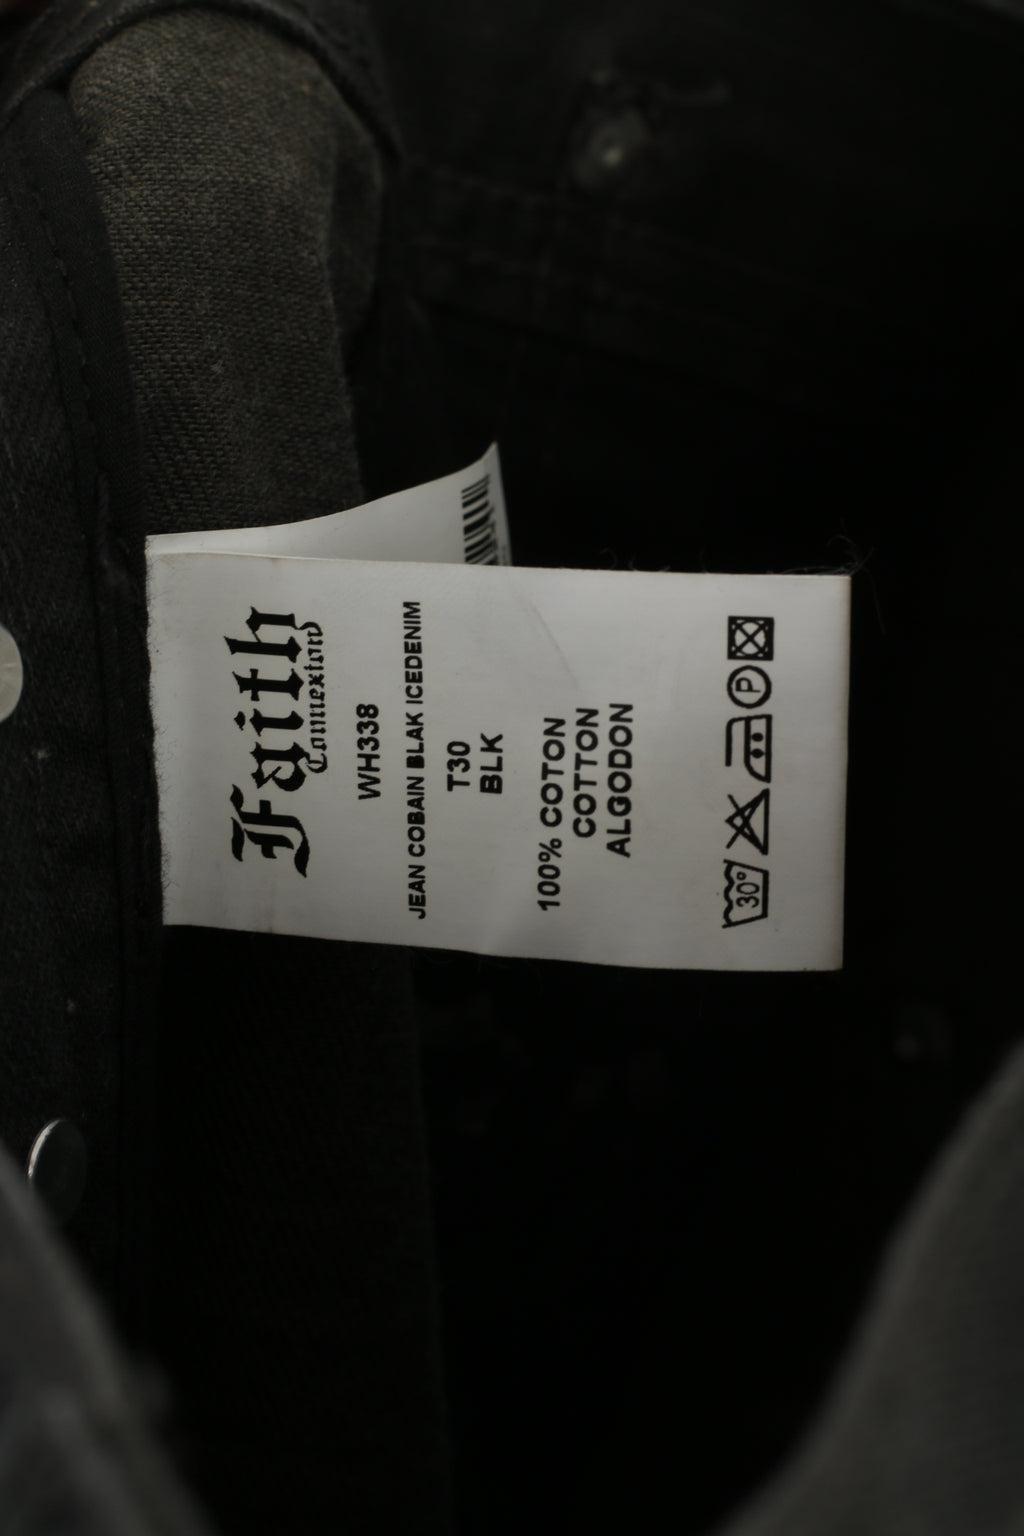 Faith
Connexion
WH338
JEAN COBAIN BLAK ICEDENIM
T30
BLK
100% COTON
COTTON
ALGODON
30° P